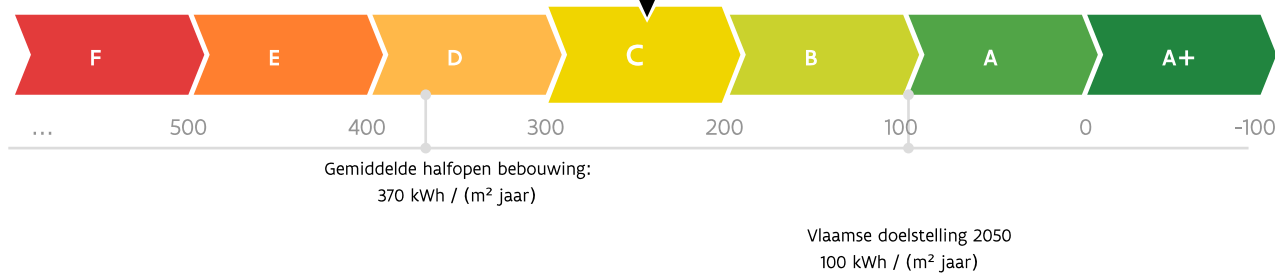 F E D C B A A+
... 500 400 300 200 100 0 -100
Gemiddelde halfopen bebouwing:
370 kWh / (m² jaar)
Vlaamse doelstelling 2050
100 kWh / (m² jaar)